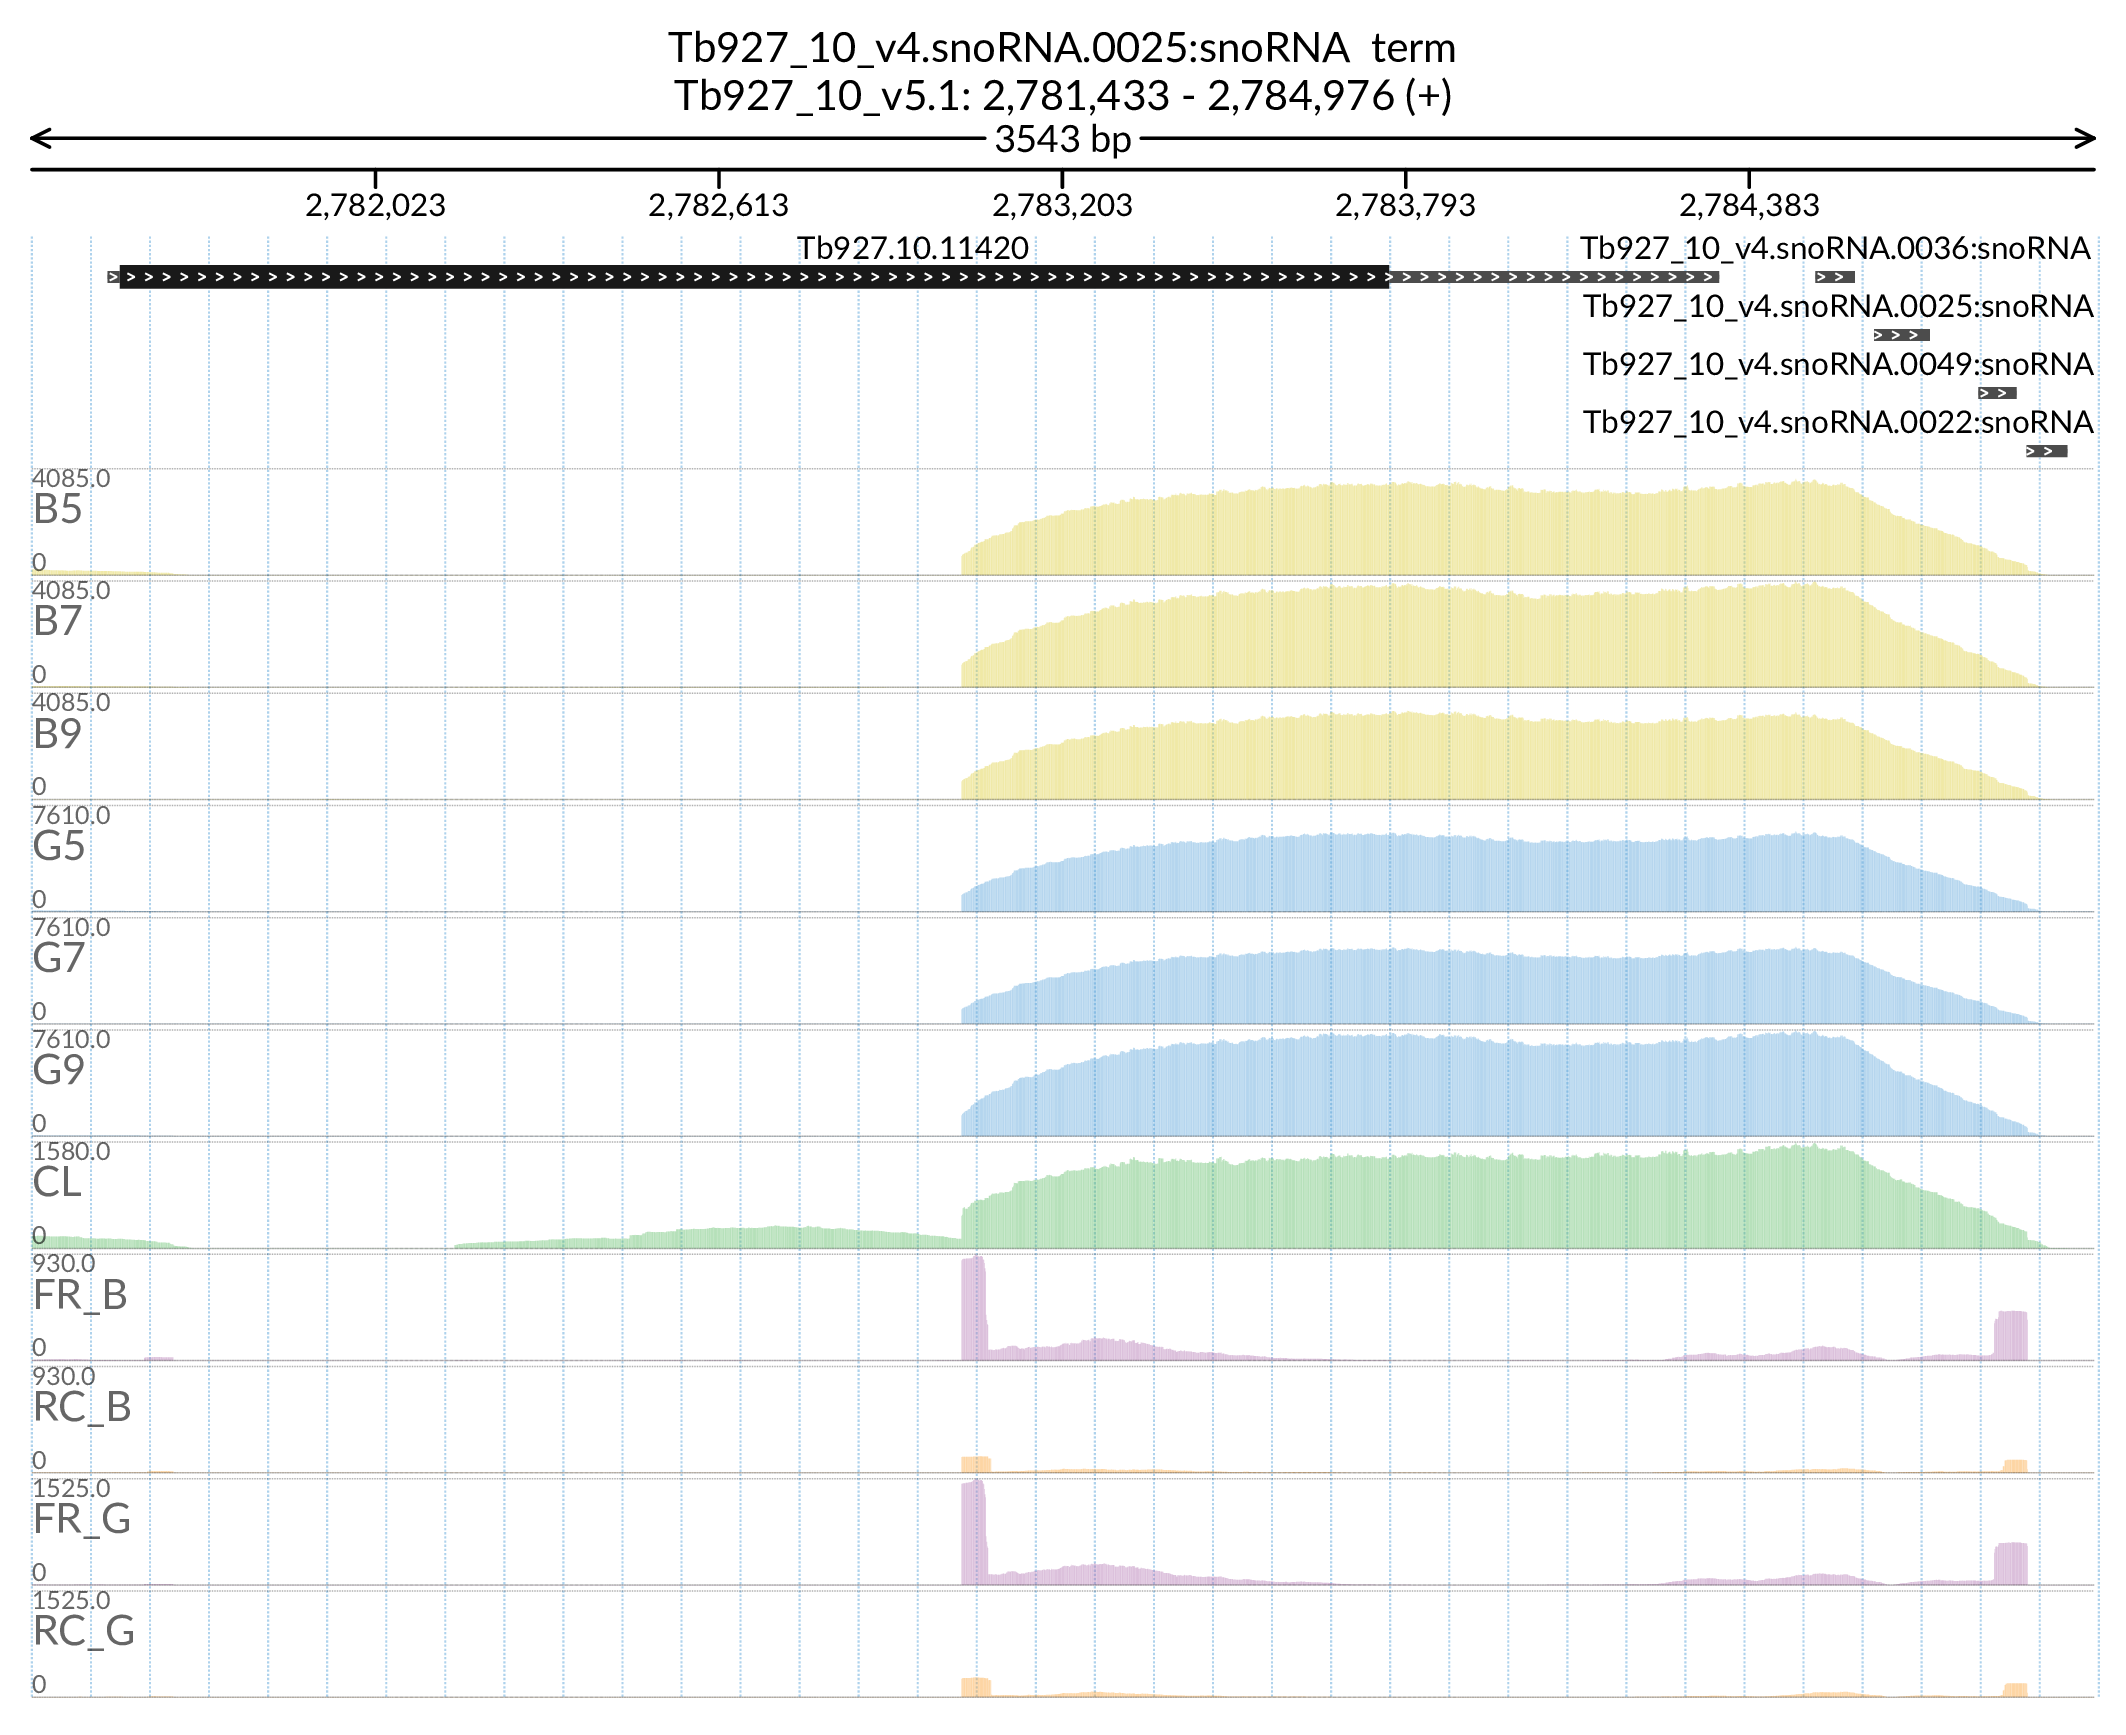 Tb927_10_v4.snoRNA.0025:snoRNA term
Tb927_10_v5.1: 2,781,433 - 2,784,976 (+)
3543 bp
2,782,023 2,782,613 2,783,203 2,783,793 2,784,383
Tb927.10.11420 Tb927_10_v4.snoRNA.0036:snoRNA
Tb927_10_v4.snoRNA.0025:snoRNA
Tb927_10_v4.snoRNA.0049:snoRNA
Tb927_10_v4.snoRNA.0022:snoRNA
4085.0
B5
0
4085.0
B7
0
4085.0
B9
0
7610.0
G5
0
7610.0
G7
0
7610.0
G9
0
1580.0
CL
0
930.0
FR_B
0
930.0
RC_B
0
1525.0
FR_G
0
1525.0
RC_G
0